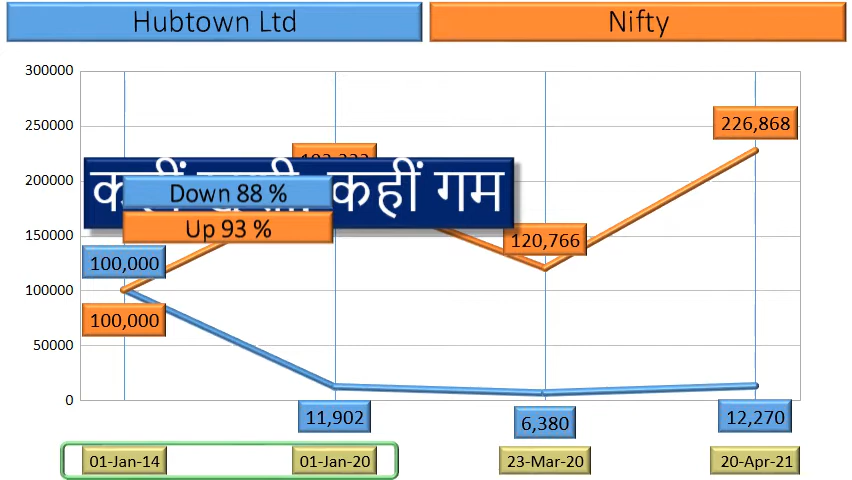 Hubtown Ltd
Nifty
300000
250000
226,868
200000
कहीं कहीं गम
Down 88 %
Up 93 %
150000
120,766
100,000
100000
100,000
50000
0
11,902
6,380
12,270
01-Jan-14
01-Jan-20
23-Mar-20
20-Apr-21